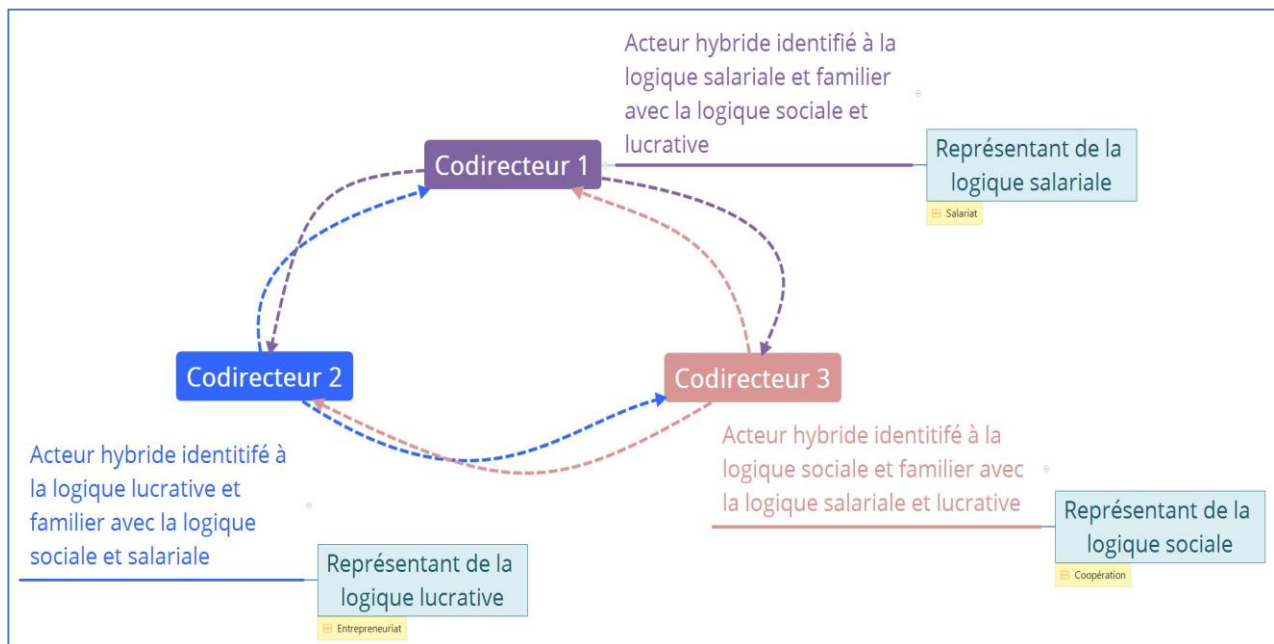 Acteur hybride identifié à la
logique salariale et familier
avec la logique sociale et
lucrative
Codirecteur 1
Représentant de la
logique salariale
Salariat
Codirecteur 2
Codirecteur 3
Acteur hybride identitifé à
la logique lucrative et
familier avec la logique
sociale et salariale
Représentant de la
logique lucrative
Entrepreneuriat
Acteur hybride identitifé à la
logique sociale et familier avec
la logique salariale et lucrative
Représentant de la
logique sociale
Coopération